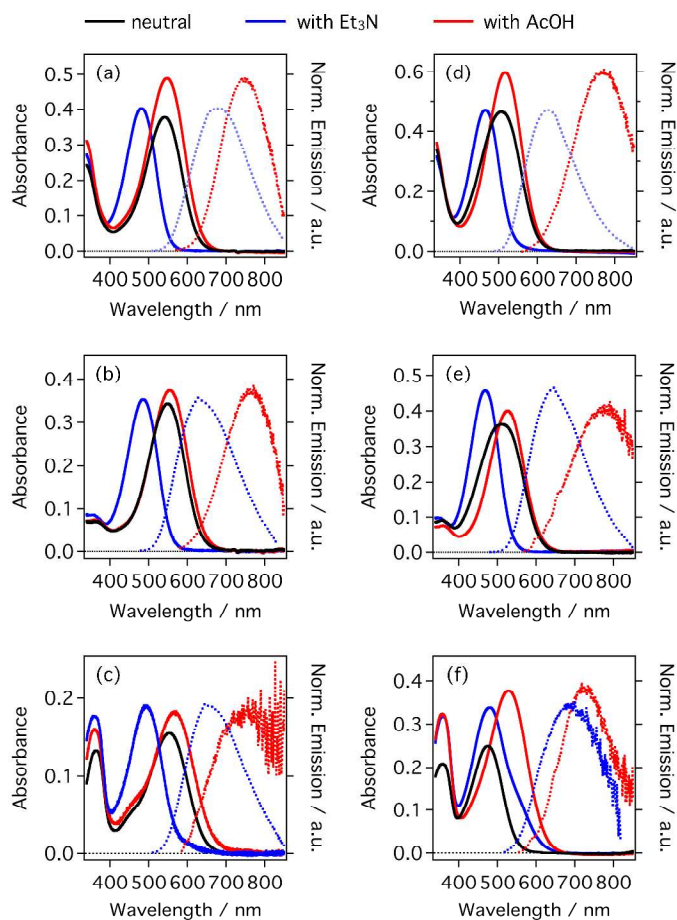 neutral with Et₃N with AcOH
(a)
0.5
0.4
0.3
0.2
0.1
0.0
Absorbance
Norm. Emission / a.u.
400 500 600 700 800
Wavelength / nm
(d)
0.6
0.4
0.2
0.0
Absorbance
Norm. Emission / a.u.
400 500 600 700 800
Wavelength / nm
(b)
0.4
0.3
0.2
0.1
0.0
Absorbance
Norm. Emission / a.u.
400 500 600 700 800
Wavelength / nm
(e)
0.5
0.4
0.3
0.2
0.1
0.0
Absorbance
Norm. Emission / a.u.
400 500 600 700 800
Wavelength / nm
(c)
0.2
0.1
0.0
Absorbance
Norm. Emission / a.u.
400 500 600 700 800
Wavelength / nm
(f)
0.4
0.3
0.2
0.1
0.0
Absorbance
Norm. Emission / a.u.
400 500 600 700 800
Wavelength / nm